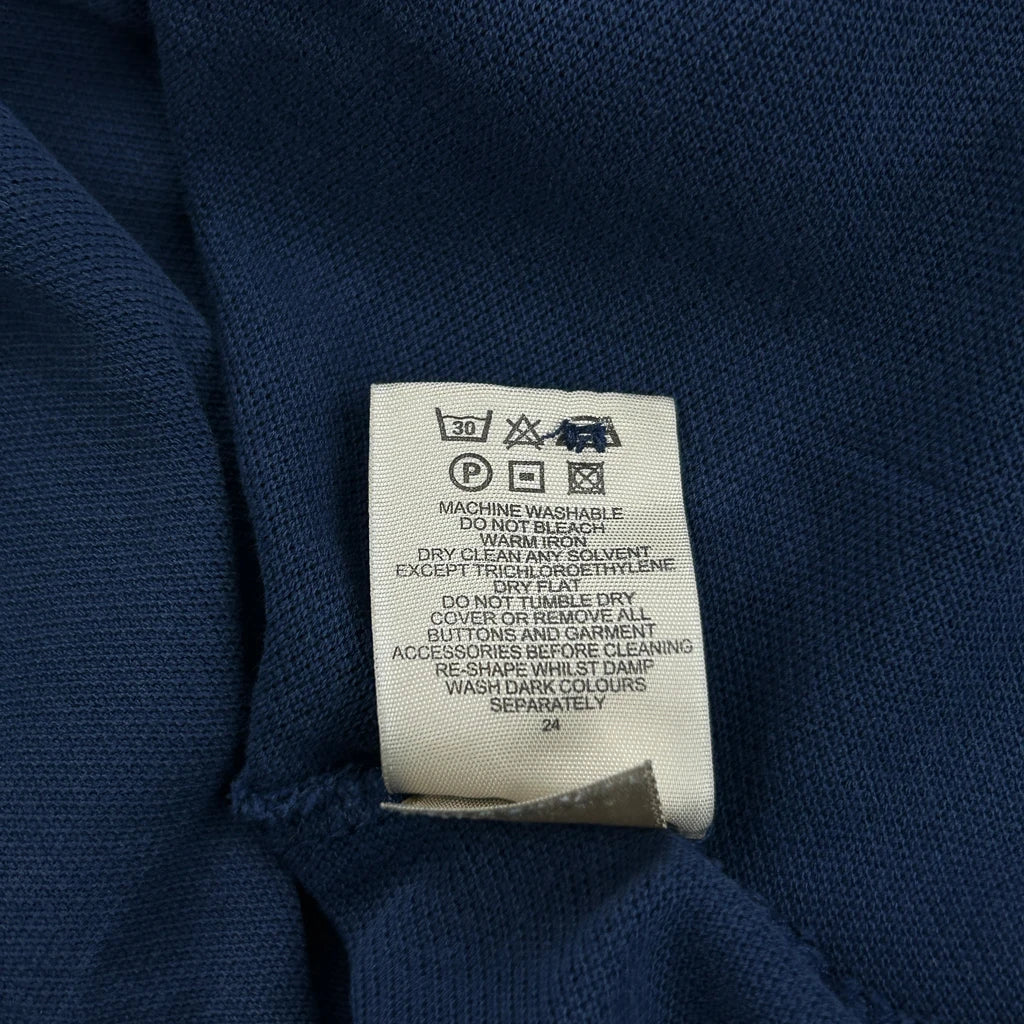 30
P
MACHINE WASHABLE
DO NOT BLEACH
WARM IRON
DRY CLEAN ANY SOLVENT
EXCEPT TRICHLOROETHYLENE
DRY FLAT
DO NOT TUMBLE DRY
COVER OR REMOVE ALL
BUTTONS AND GARMENT
ACCESSORIES BEFORE CLEANING
RE-SHAPE WHILST DAMP
WASH DARK COLOURS
SEPARATELY
24